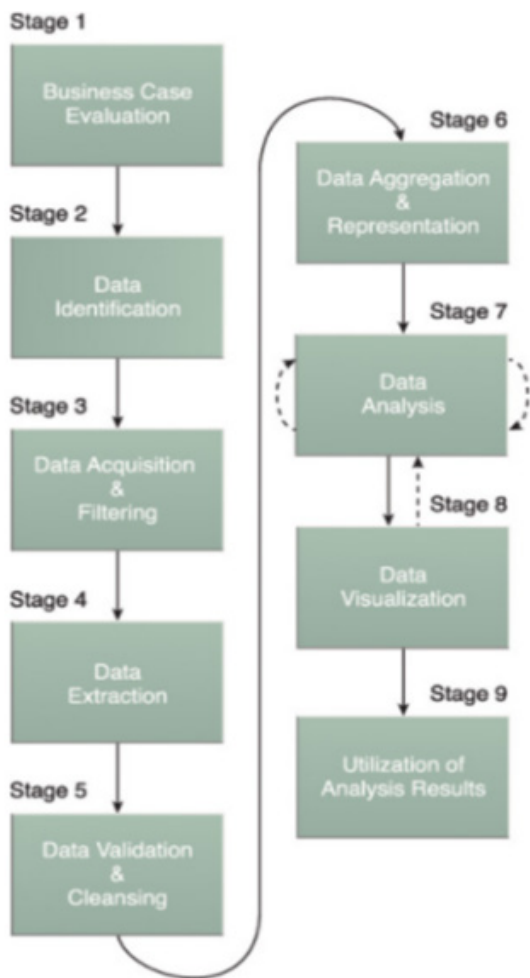 Stage 1
Business Case
Evaluation
Stage 2
Data
Identification
Stage 3
Data Acquisition
&
Filtering
Stage 4
Data
Extraction
Stage 5
Data Validation
&
Cleansing
Stage 6
Data Aggregation
&
Representation
Stage 7
Data
Analysis
Stage 8
Data
Visualization
Stage 9
Utilization of
Analysis Results